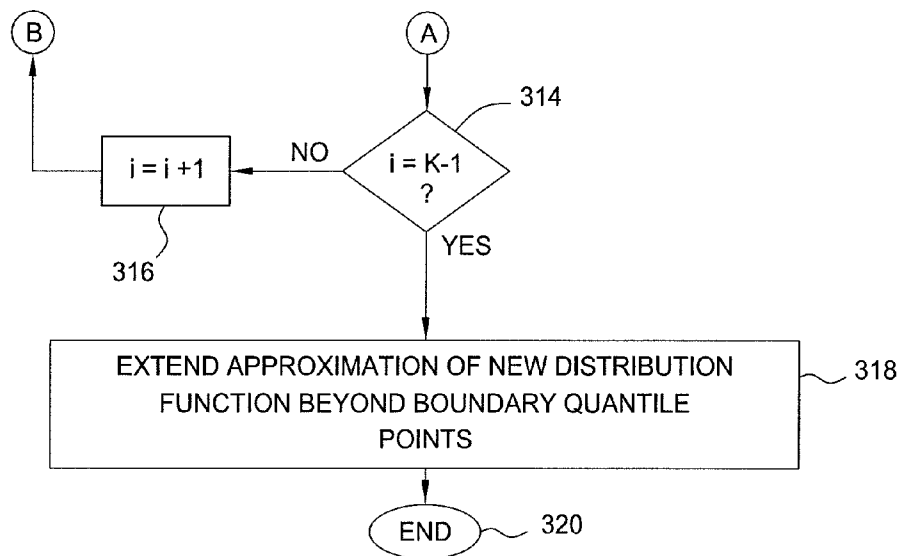 B
A
314
i = K-1
?
NO
i = i +1
316
YES
EXTEND APPROXIMATION OF NEW DISTRIBUTION
FUNCTION BEYOND BOUNDARY QUANTILE
POINTS
318
END
320